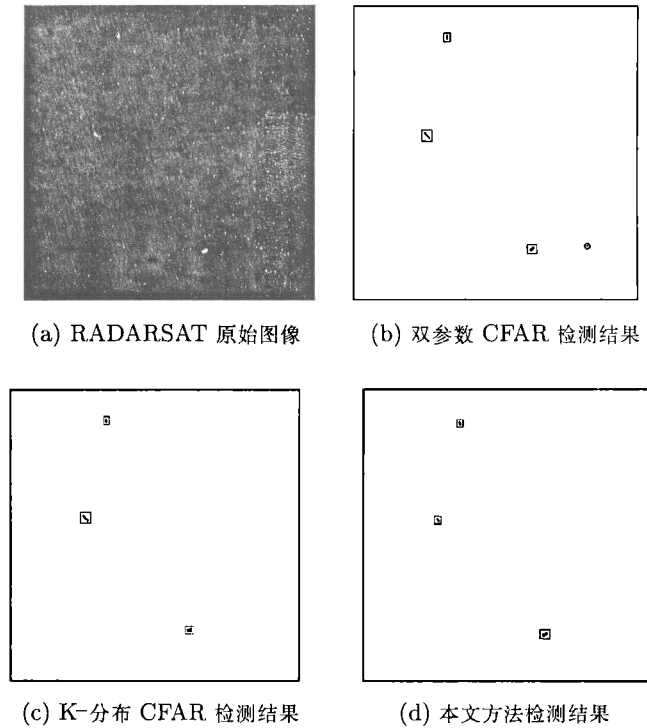 (a) RADARSAT 原始图像
(b) 双参数 CFAR 检测结果
(c) K-分布 CFAR 检测结果
(d) 本文方法检测结果